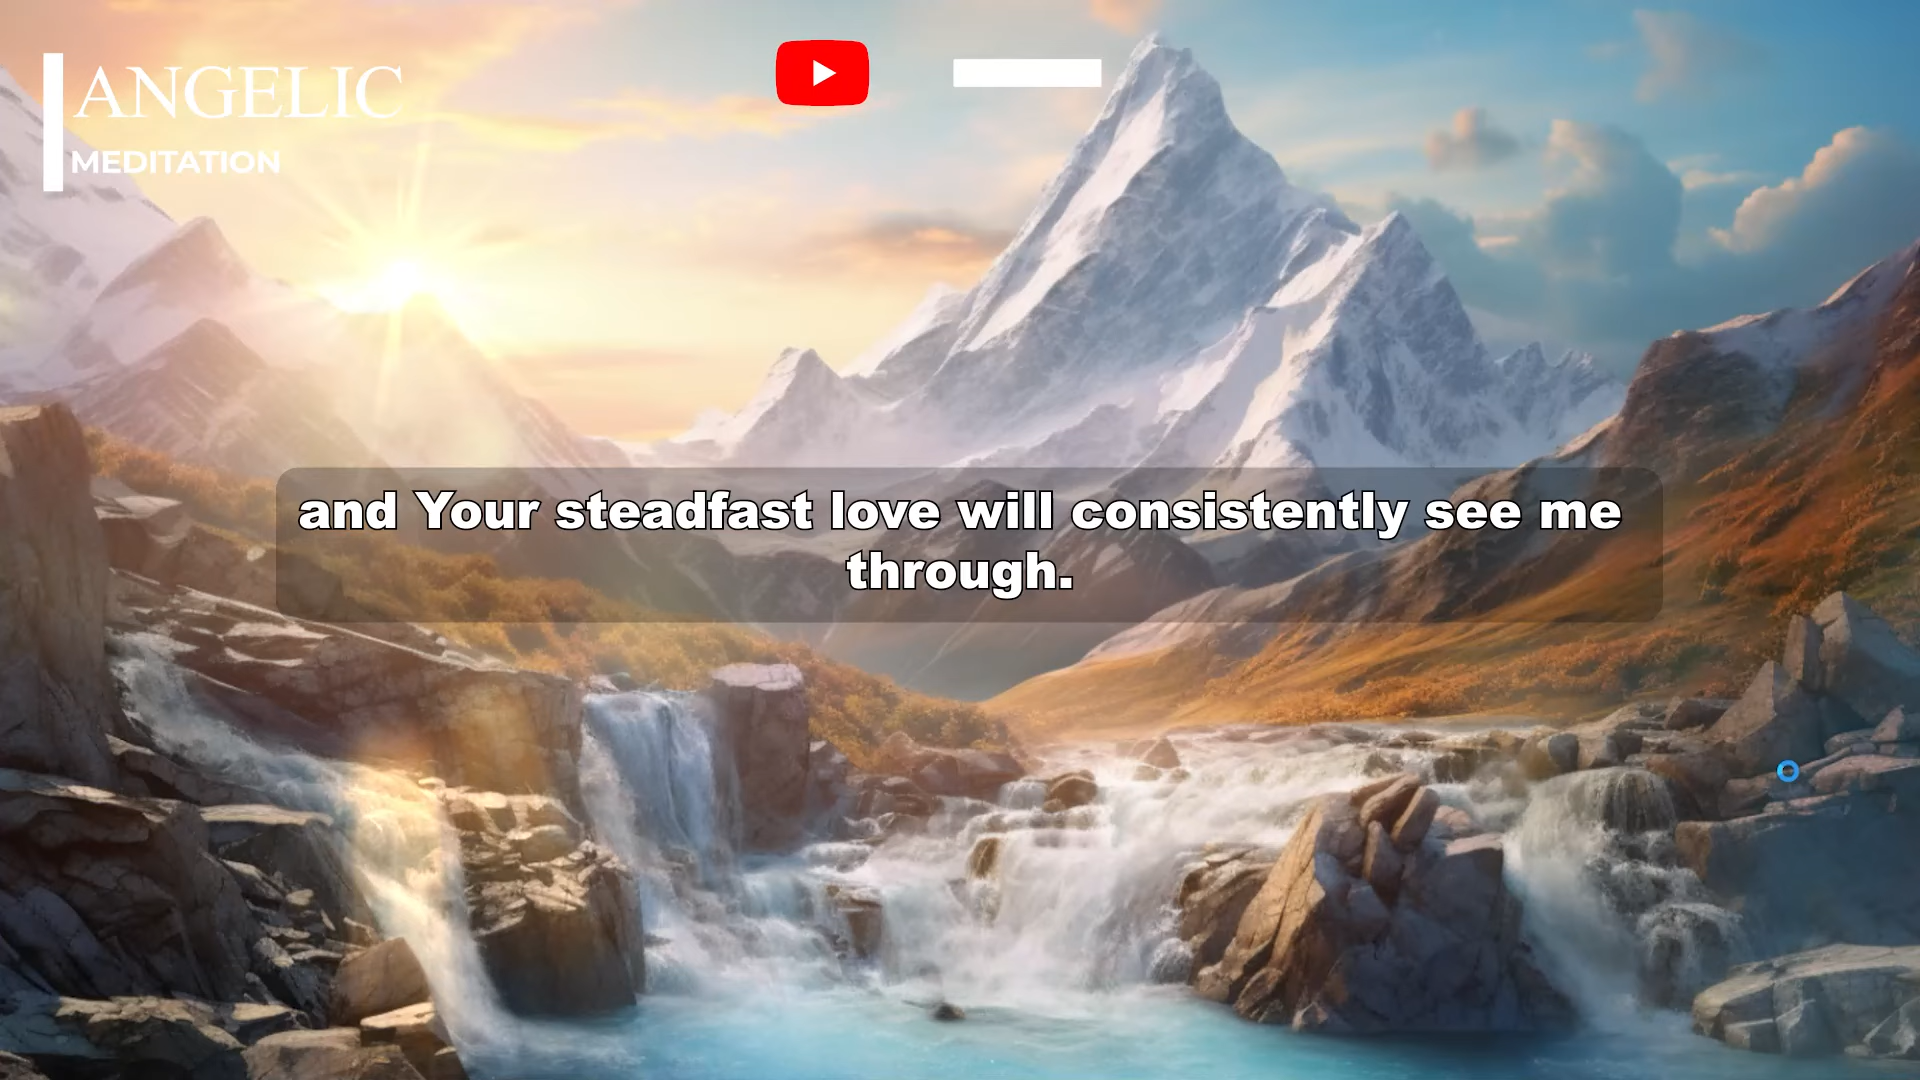 ANGELIC
MEDITATION
and Your steadfast love will consistently see me
through.